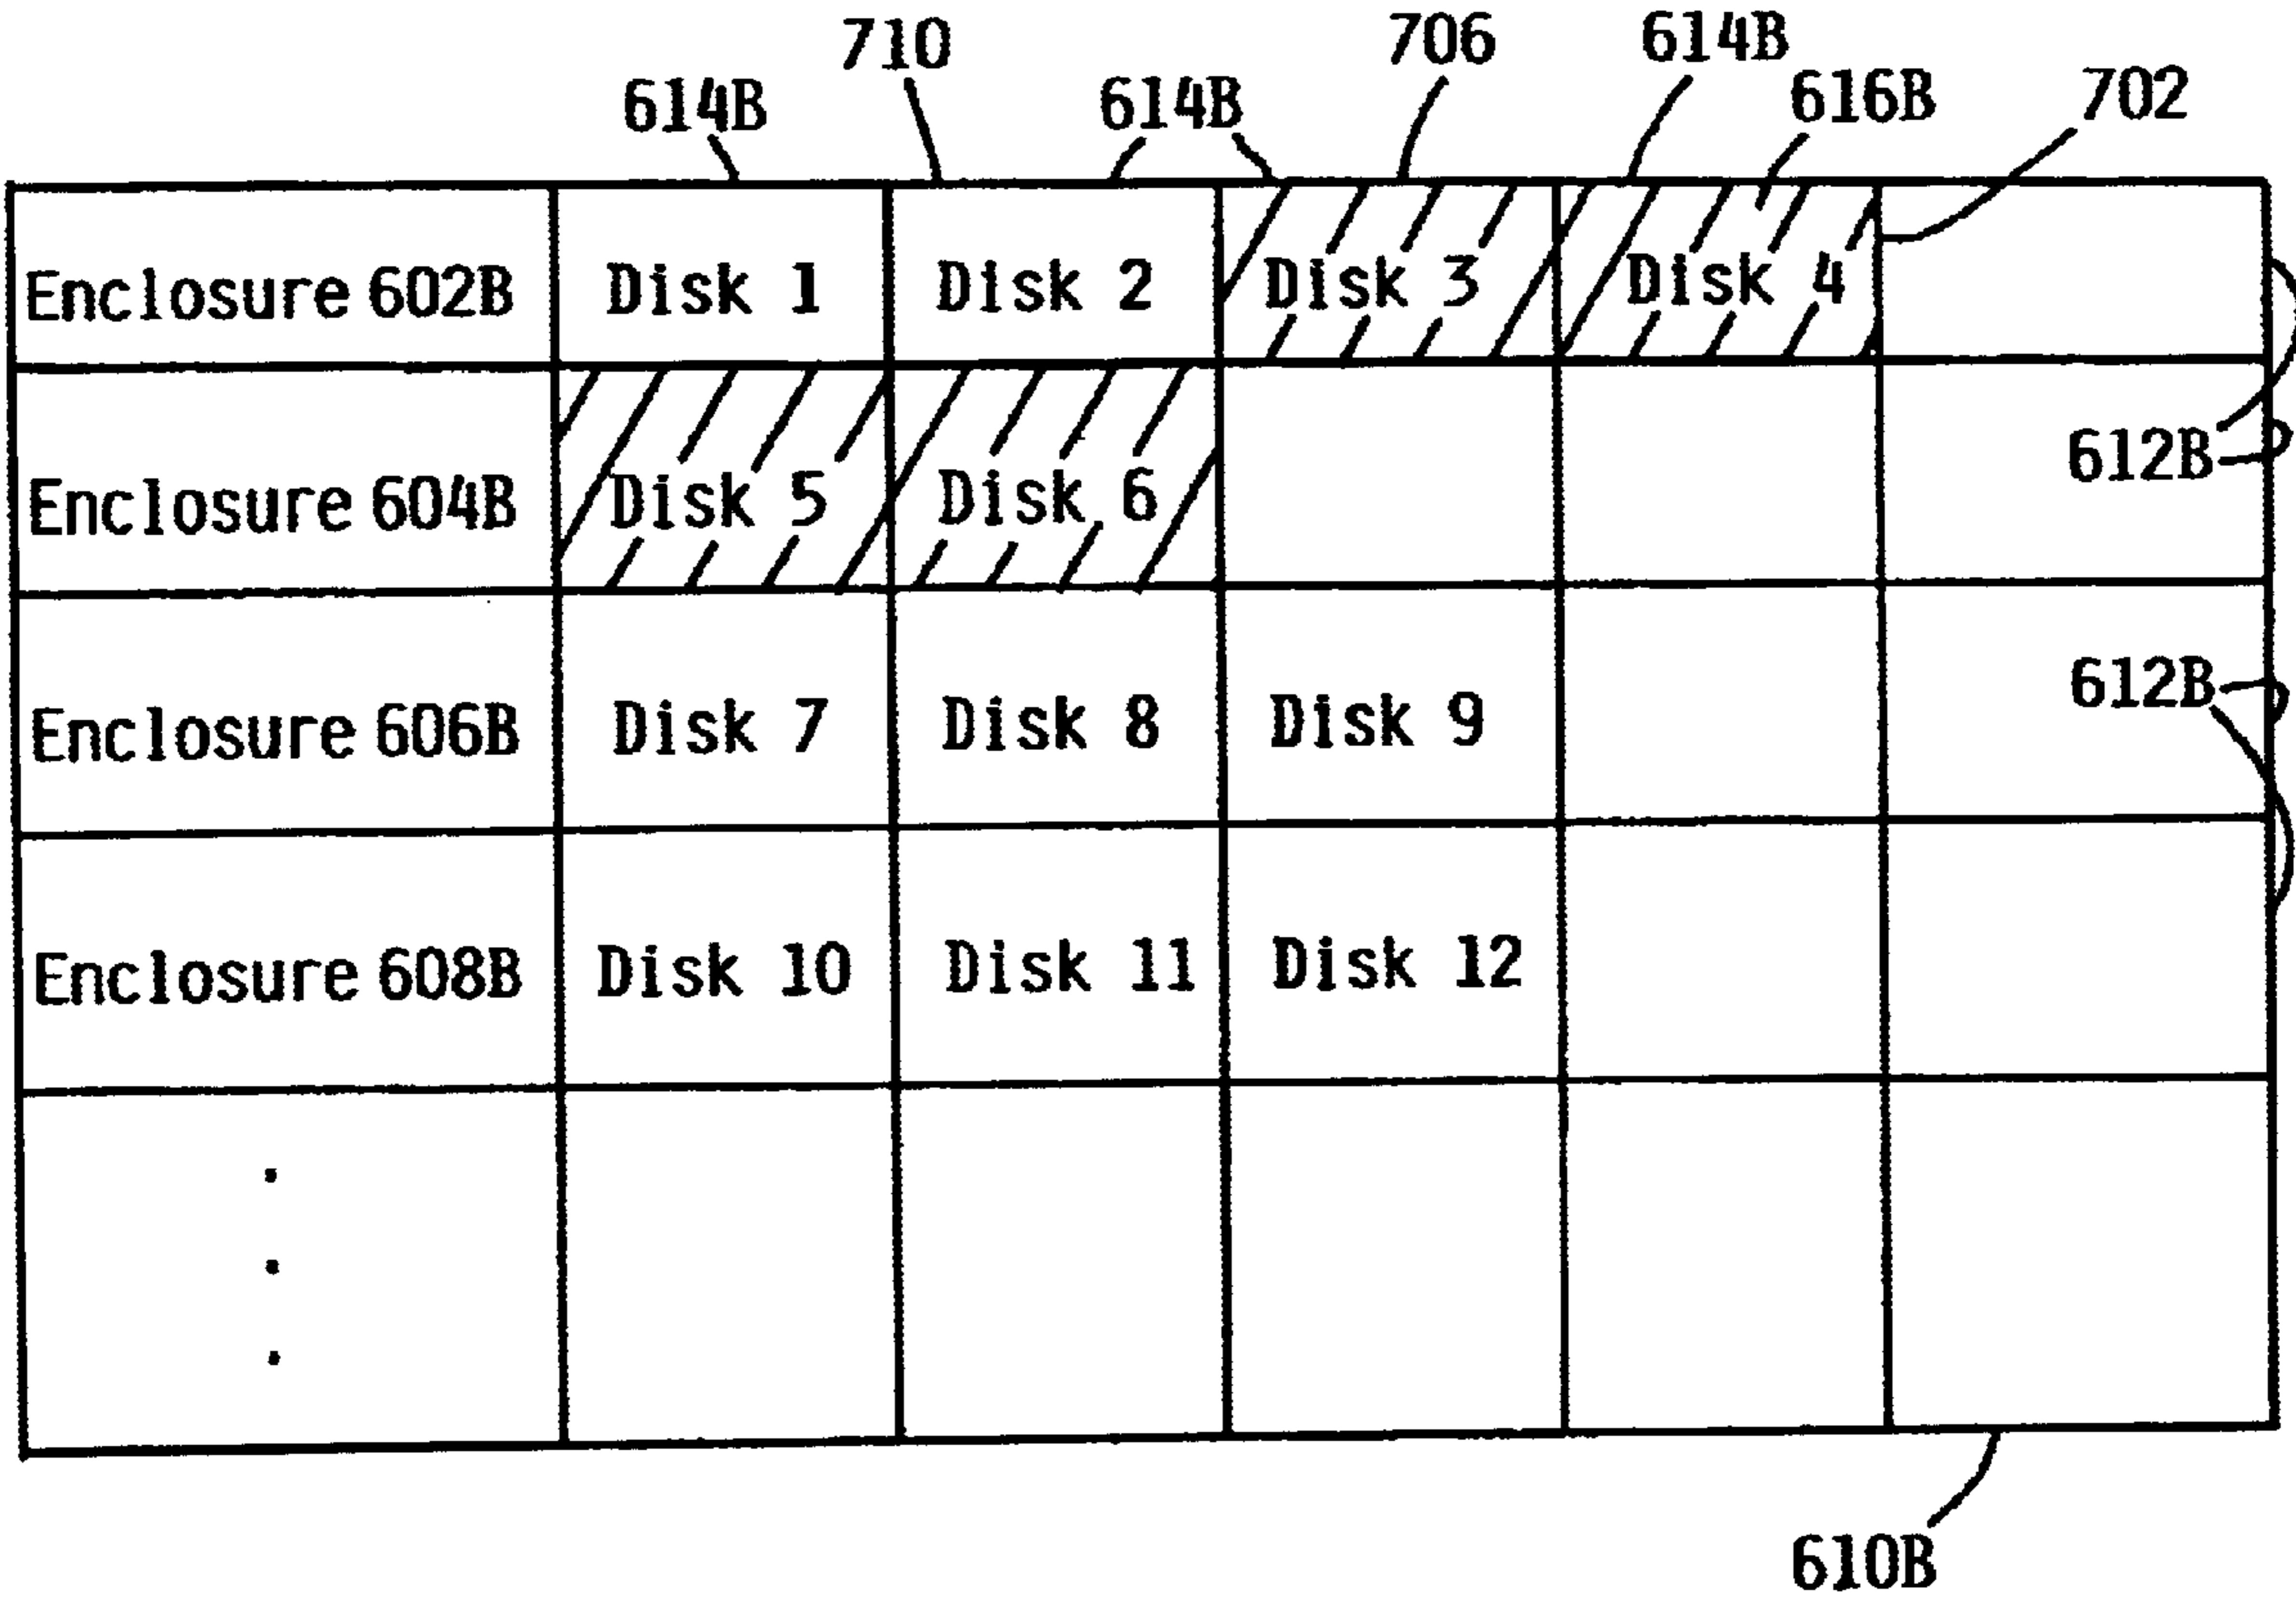 710 706 614B
614B 614B 616B 702
Enclosure 602B Disk 1 Disk 2 Disk 3 Disk 4
612B
Enclosure 604B Disk 5 Disk 6
612B
Enclosure 606B Disk 7 Disk 8 Disk 9
Enclosure 608B Disk 10 Disk 11 Disk 12
610B